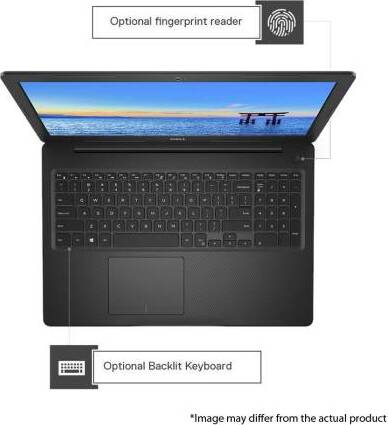 Optional fingerprint reader
Optional Backlit Keyboard
*Image may differ from the actual product